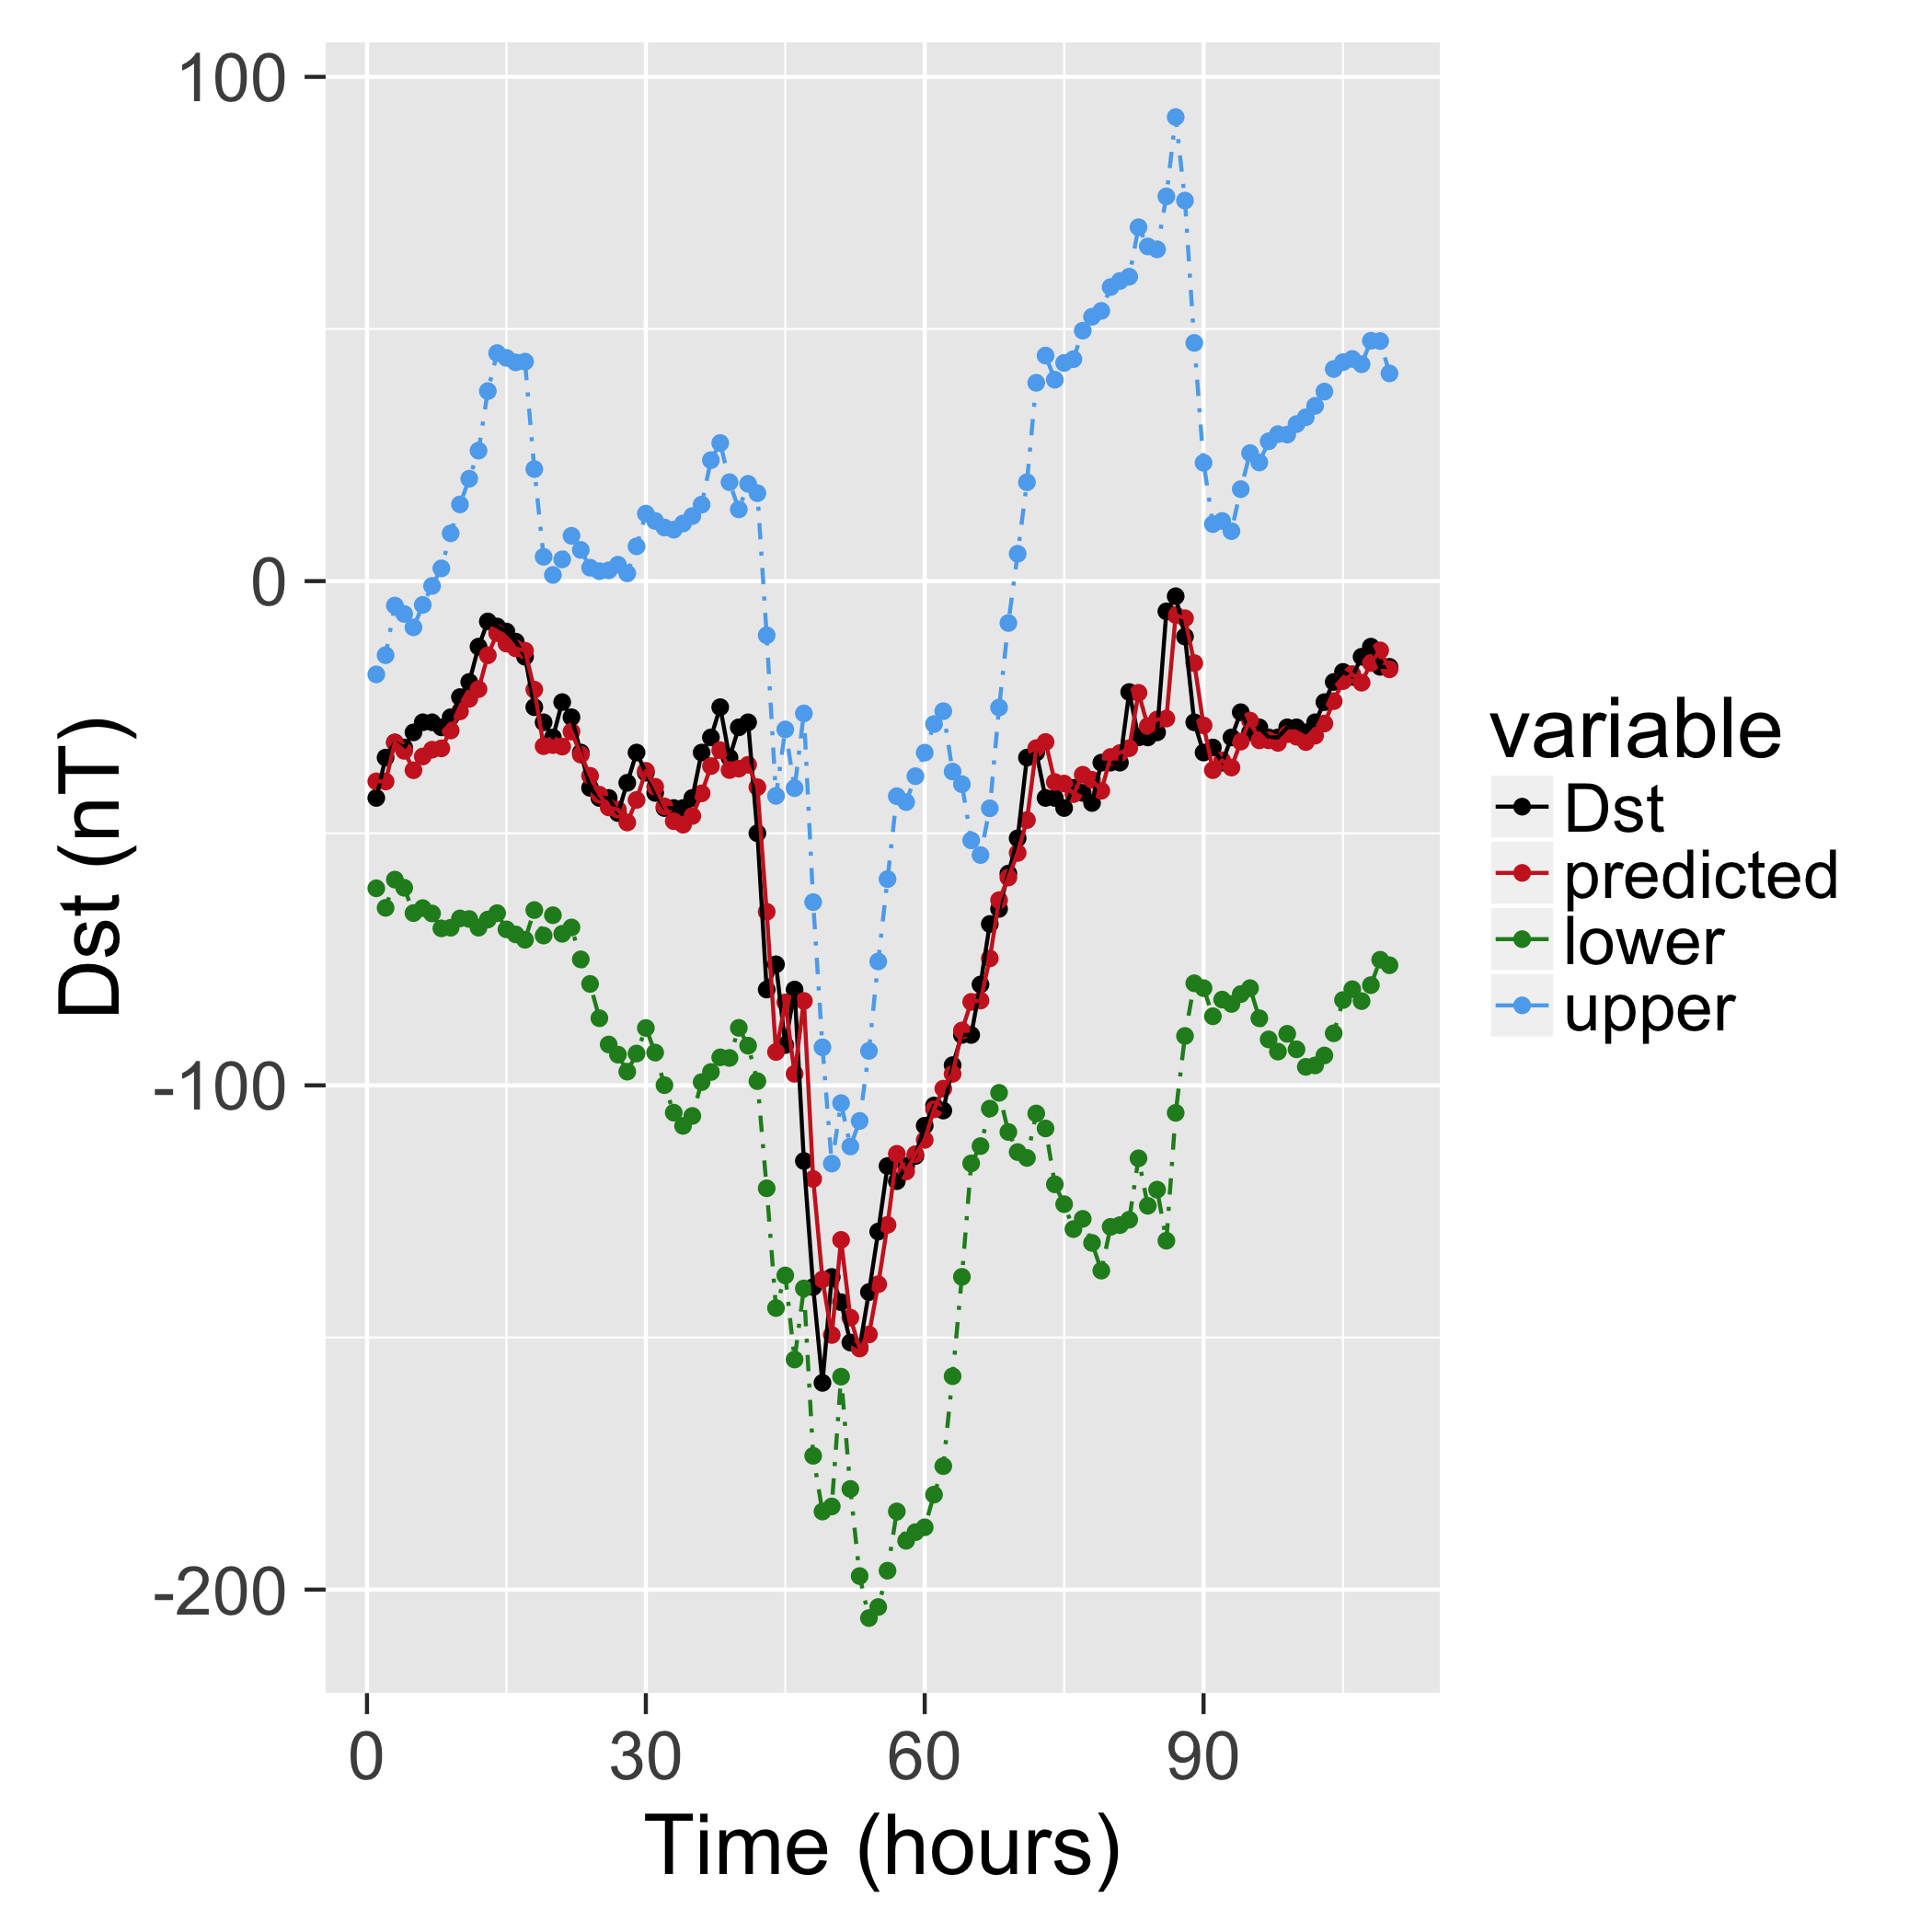 100
0
-100
-200
Dst (nT)
0 30 60 90
Time (hours)
variable
Dst
predicted
lower
upper